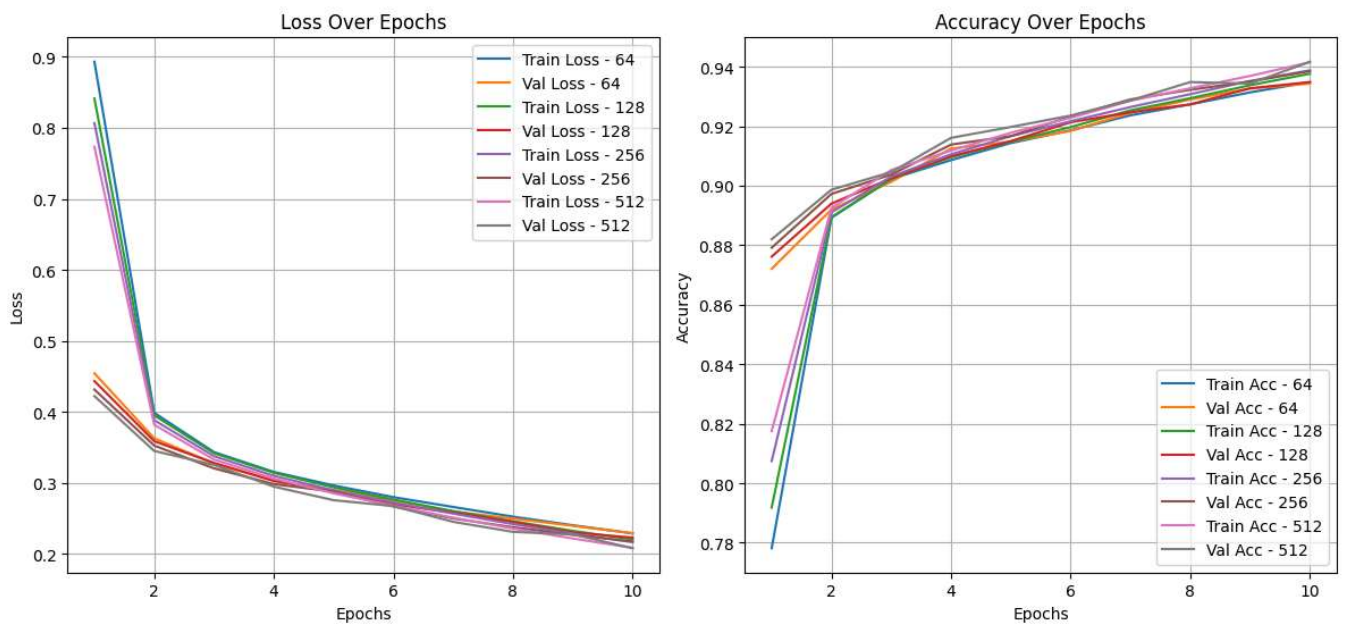 Loss Over Epochs
0.9
0.8
0.7
0.6
0.5
0.4
0.3
0.2
Loss
2
4
6
8
10
Epochs
Train Loss - 64
Val Loss - 64
Train Loss - 128
Val Loss - 128
Train Loss - 256
Val Loss - 256
Train Loss - 512
Val Loss - 512
Accuracy Over Epochs
0.94
0.92
0.90
0.88
0.86
0.84
0.82
0.80
0.78
Accuracy
2
4
6
8
10
Epochs
Train Acc - 64
Val Acc - 64
Train Acc - 128
Val Acc - 128
Train Acc - 256
Val Acc - 256
Train Acc - 512
Val Acc - 512